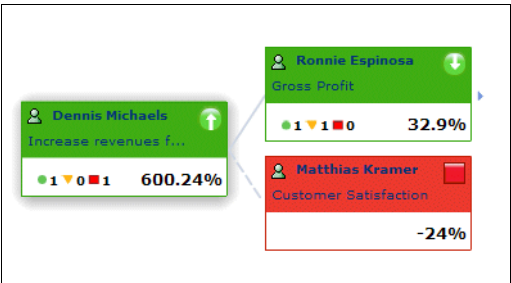 Dennis Michaels
Increase revenues f...
1 0 1 600.24%
Ronnie Espinosa
Gross Profit
1 1 0 32.9%
Matthias Kramer
Customer Satisfaction
-24%